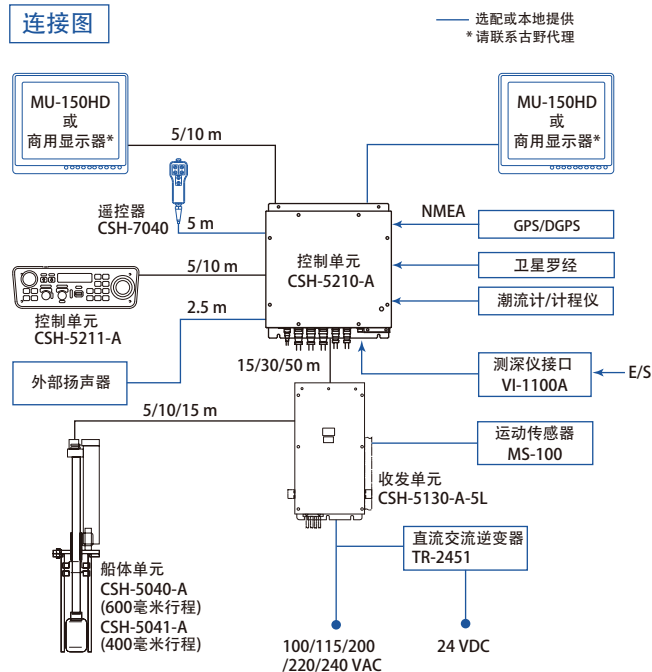 连接图
选配或本地提供
* 请联系古野代理
MU-150HD
或
商用显示器*
5/10 m
MU-150HD
或
商用显示器*
遥控器
CSH-7040
5 m
NMEA
GPS/DGPS
控制单元
CSH-5210-A
卫星罗经
5/10 m
潮流计/计程仪
控制单元
CSH-5211-A
2.5 m
外部扬声器
15/30/50 m
测深仪接口
VI-1100A
E/S
5/10/15 m
运动传感器
MS-100
收发单元
CSH-5130-A-5L
直流交流逆变器
TR-2451
船体单元
CSH-5040-A
(600毫米行程)
CSH-5041-A
(400毫米行程)
100/115/200
/220/240 VAC
24 VDC